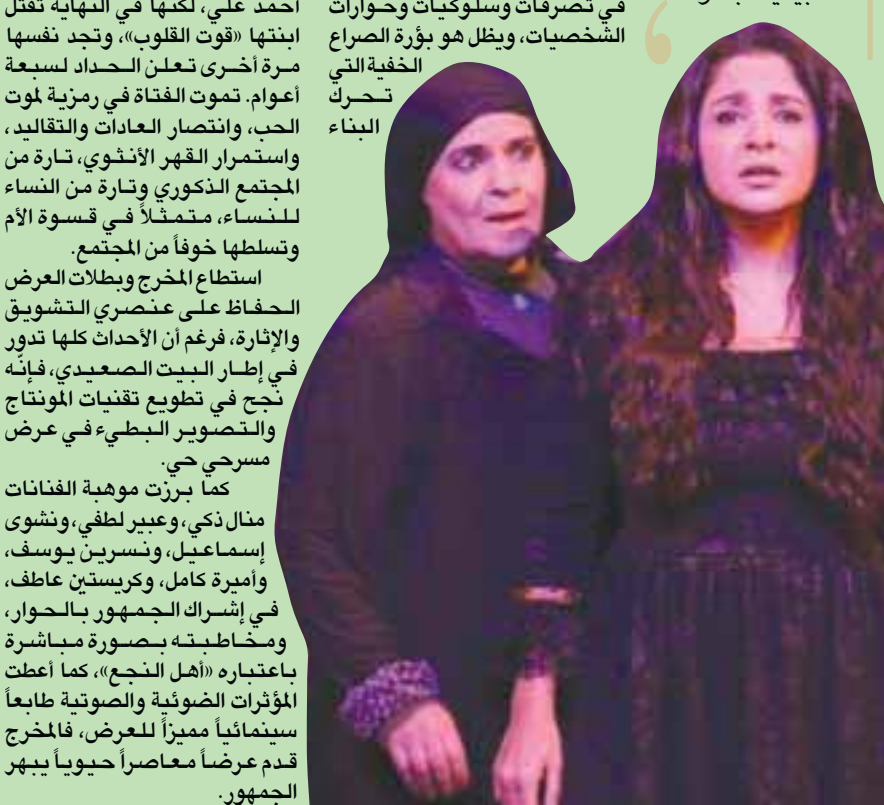 في تصرفات وسلوكيات وحوارات
الشخصيات، ويظل هو بؤرة الصراع
الخفية التي
تحرك
البناء
أحمد علي، لكنها في النهاية تقتل
ابنتها «قوت القلوب»، وتجد نفسها
مرة أخرى تعلن الحداد لسبعة
أعوام. تموت الفتاة في رمزية لموت
الحب، وانتصار العادات والتقاليد،
واستمرار القهر الأنثوي، تارة من
المجتمع الذكوري وتارة من النساء
للنساء، متمثلاً في قسوة الأم
وتسلطها خوفاً من المجتمع.
استطاع المخرج وبطلات العرض
الحفاظ على عنصري التشويق
والإثارة، فرغم أن الأحداث كلها تدور
في إطار البيت الصعيدي، فإنّه
نجح في تطويع تقنيات المونتاج
والتصوير البطيء في عرض
مسرحي حي.
كما برزت موهبة الفنانات
منال ذكي، وعبير لطفي، ونشوى
إسماعيل، ونسرين يوسف،
وأميرة كامل، وكريستين عاطف،
في إشراك الجمهور بالحوار،
ومخاطبته بصورة مباشرة
باعتباره «أهل النجع»، كما أعطت
المؤثرات الضوئية والصوتية طابعاً
سينمائياً مميزاً للعرض، فالمخرج
قدم عرضاً معاصراً حيوياً يبهر
الجمهور.